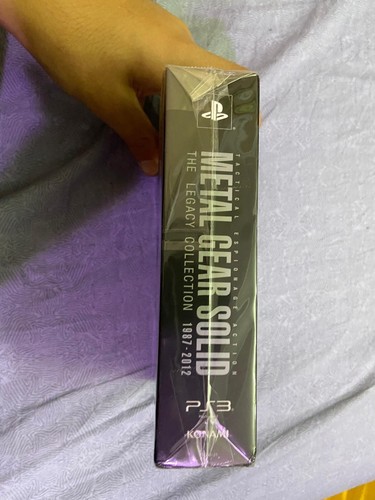 TACTICAL ESPIONAGE ACTION
METAL GEAR SOLID
THE LEGACY COLLECTION 1987-2012
PS3
KONAMI